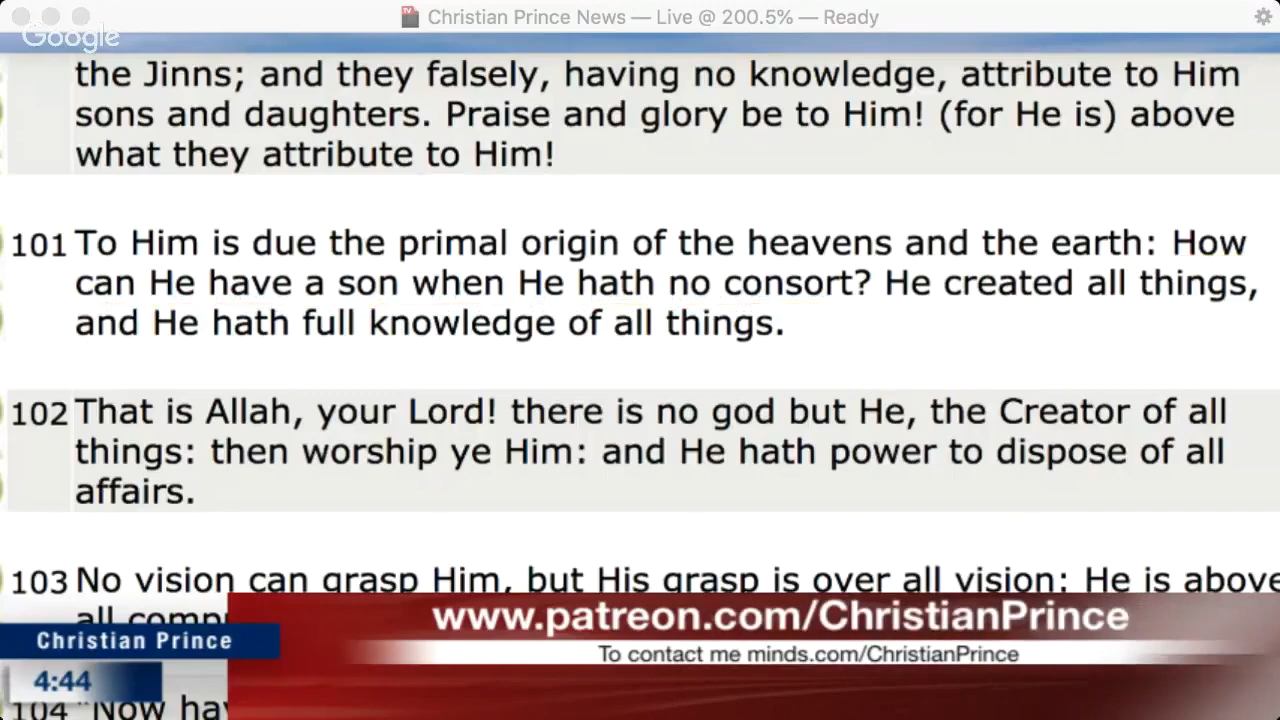 Christian Prince News — Live @ 200.5% — Ready
Google
the Jinns; and they falsely, having no knowledge, attribute to Him
sons and daughters. Praise and glory be to Him! (for He is) above
what they attribute to Him!
101 To Him is due the primal origin of the heavens and the earth: How
can He have a son when He hath no consort? He created all things,
and He hath full knowledge of all things.
102 That is Allah, your Lord! there is no god but He, the Creator of all
things: then worship ye Him: and He hath power to dispose of all
affairs.
103 No vision can grasp Him, but His grasp is over all vision: He is above
all
www.patreon.com/ChristianPrince
Christian Prince
To contact me minds.com/ChristianPrince
4:44
104 "Now